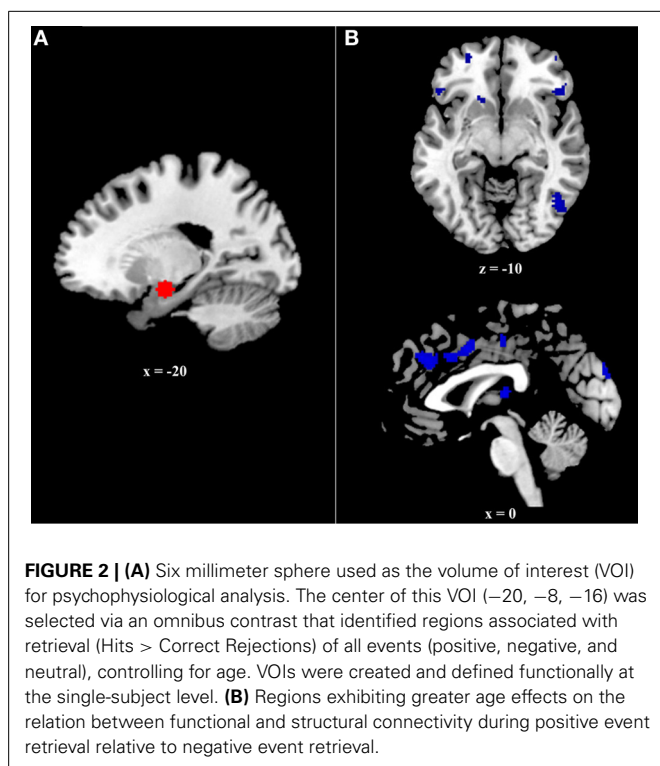 A
B
x = -20
z = -10
x = 0
FIGURE 2 | (A) Six millimeter sphere used as the volume of interest (VOI)
for psychophysiological analysis. The center of this VOI (−20, −8, −16) was
selected via an omnibus contrast that identified regions associated with
retrieval (Hits > Correct Rejections) of all events (positive, negative, and
neutral), controlling for age. VOIs were created and defined functionally at
the single-subject level. (B) Regions exhibiting greater age effects on the
relation between functional and structural connectivity during positive event
retrieval relative to negative event retrieval.